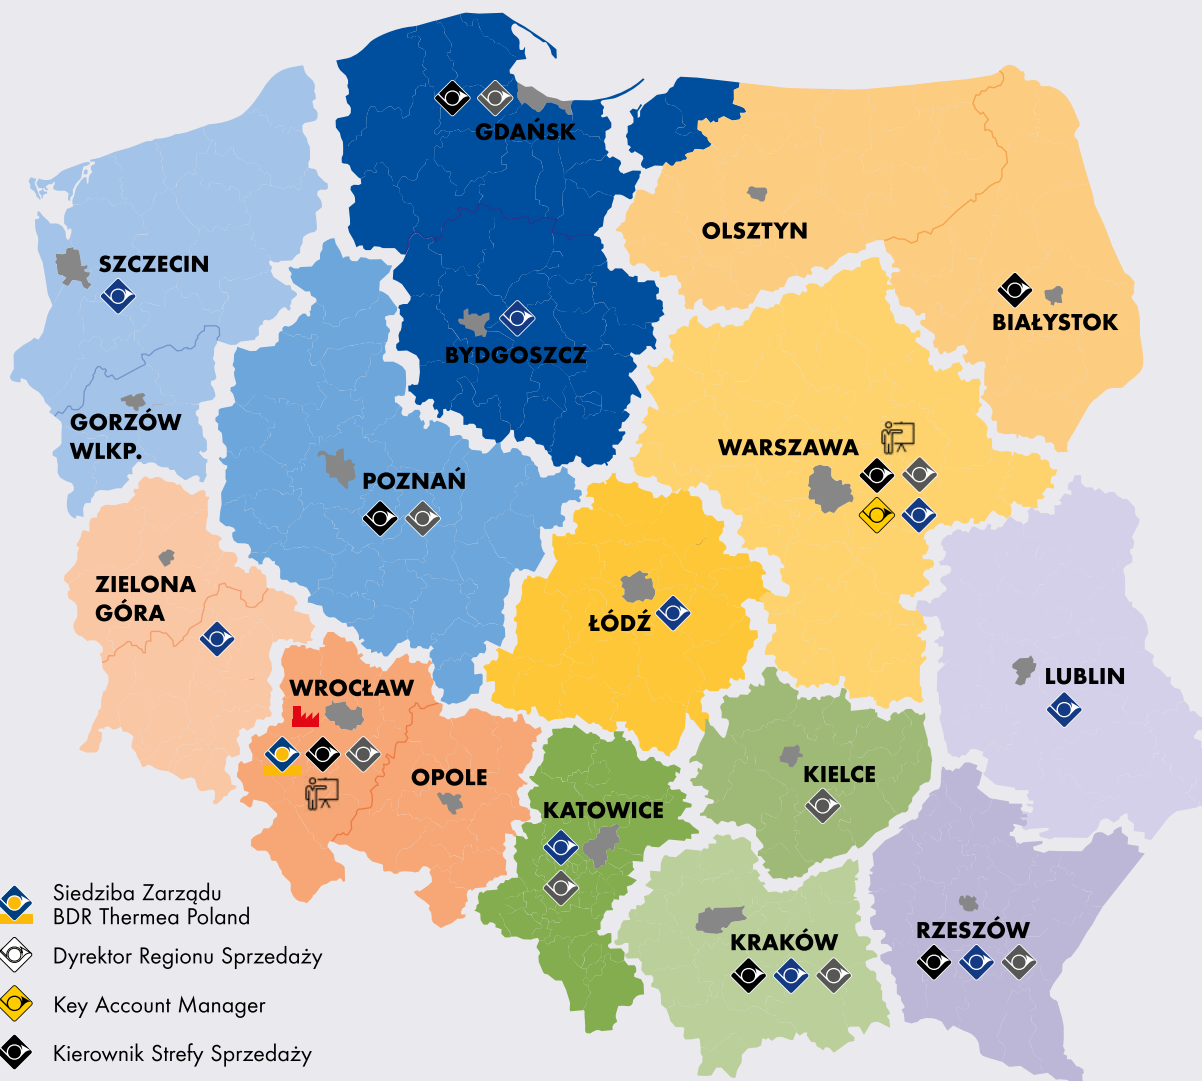 GDAŃSK
OLSZTYN
SZCZECIN
BIAŁYSTOK
BYDGOSZCZ
GORZÓW
WLKP.
WARSZAWA
POZNAŃ
ZIELONA
GÓRA
ŁÓDŹ
LUBLIN
WROCŁAW
KIELCE
OPOLE
KATOWICE
Siedziba Zarządu
BDR Thermea Poland
RZESZÓW
KRAKÓW
Dyrektor Regionu Sprzedaży
Key Account Manager
Kierownik Strefy Sprzedaży